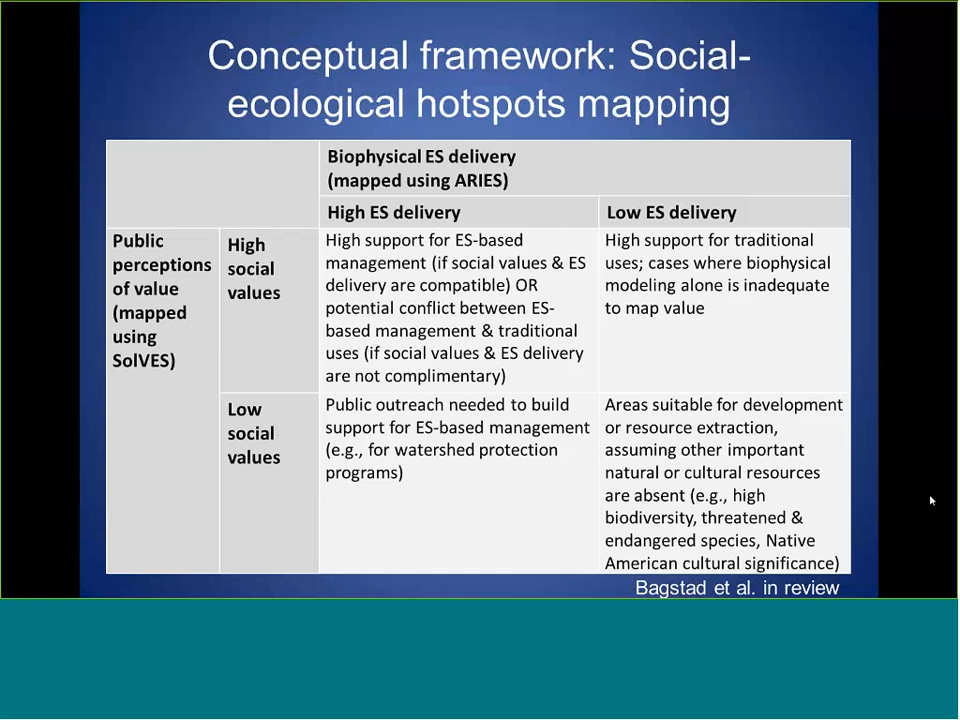 Conceptual framework: Social-
ecological hotspots mapping
Biophysical ES delivery
(mapped using ARIES)
High ES delivery
Low ES delivery
Public
perceptions
of value
(mapped
using
SolVES)
High
social
values
High support for ES-based
management (if social values & ES
delivery are compatible) OR
potential conflict between ES-
based management & traditional
uses (if social values & ES delivery
are not complimentary)
High support for traditional
uses; cases where biophysical
modeling alone is inadequate
to map value
Low
social
values
Public outreach needed to build
support for ES-based management
(e.g., for watershed protection
programs)
Areas suitable for development
or resource extraction,
assuming other important
natural or cultural resources
are absent (e.g., high
biodiversity, threatened &
endangered species, Native
American cultural significance)
Bagstad et al. in review